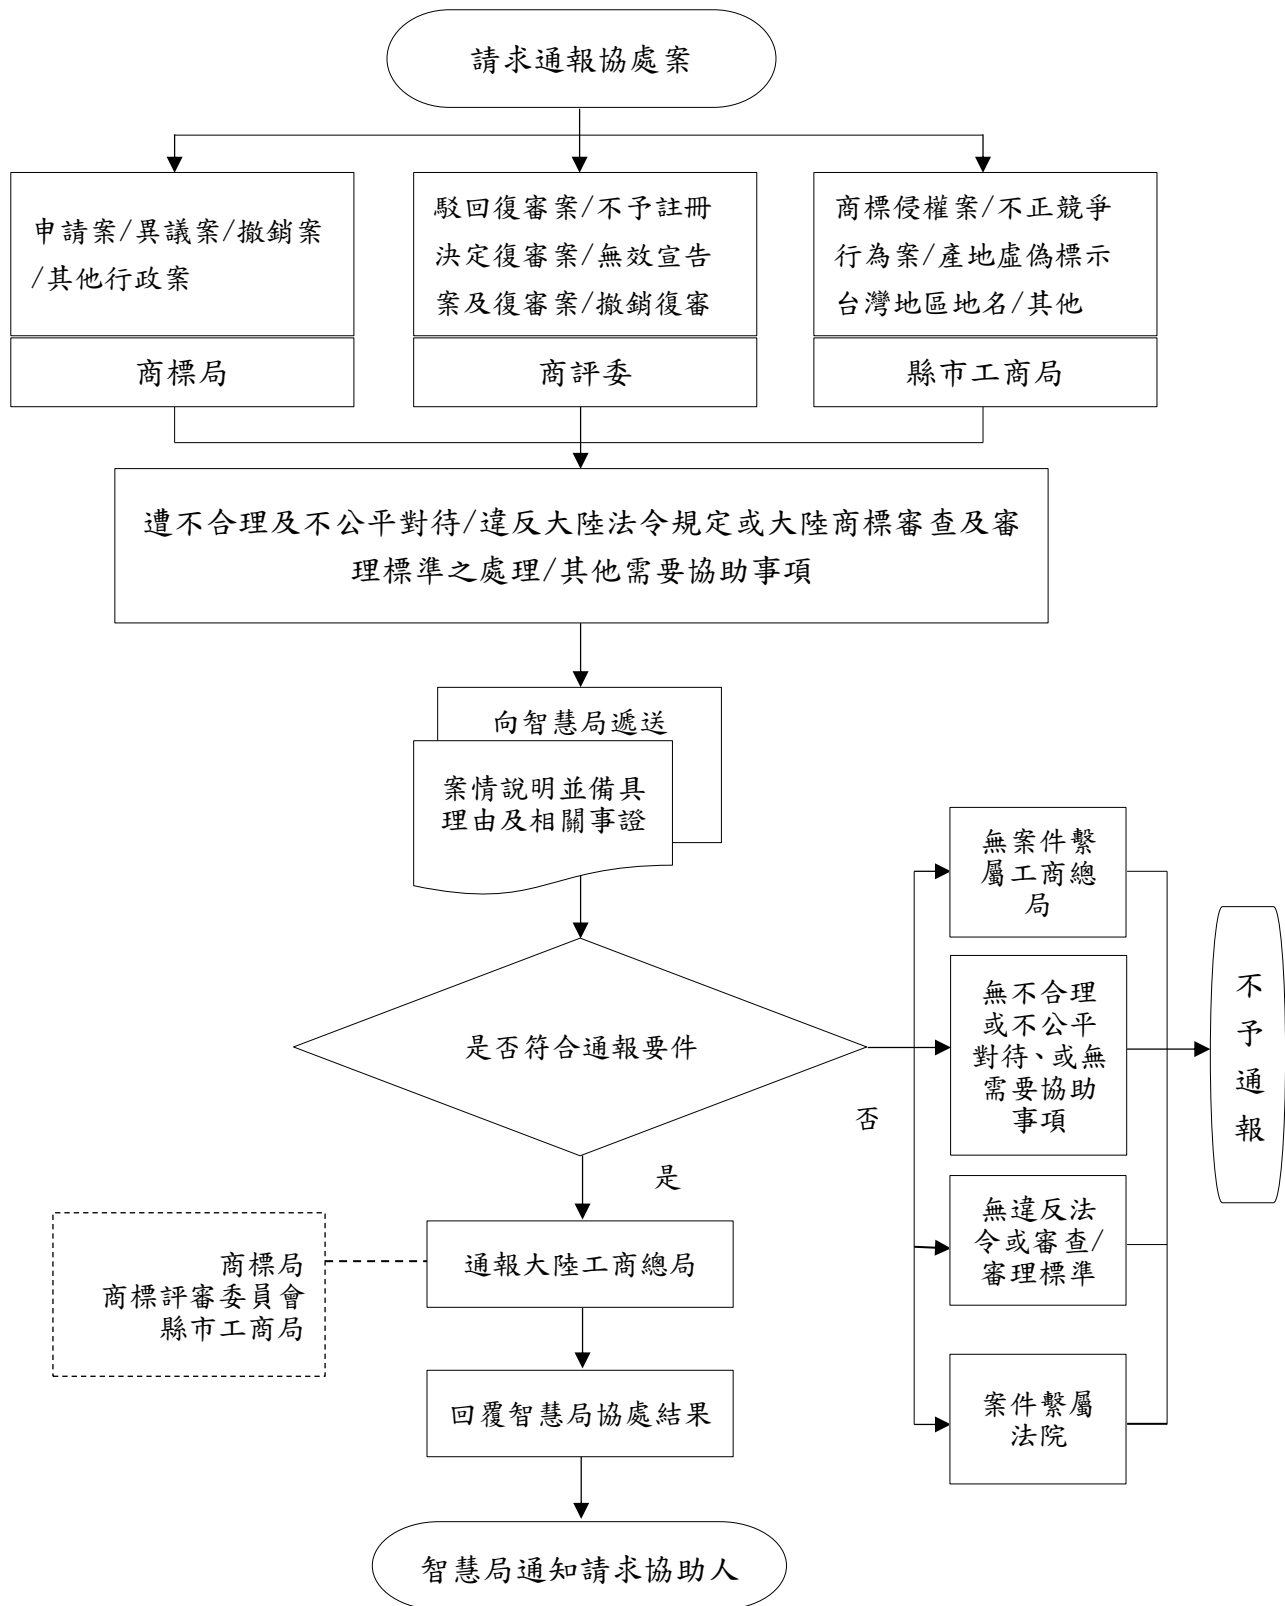 請求通報協處案
申請案/異議案/撤銷案
/其他行政案
商標局
駁回復審案/不予註冊
決定復審案/無效宣告
案及復審案/撤銷復審
商評委
商標侵權案/不正競爭
行為案/產地虛偽標示
台灣地區地名/其他
縣市工商局
遭不合理及不公平對待/違反大陸法令規定或大陸商標審查及審
理標準之處理/其他需要協助事項
向智慧局遞送
案情說明並備具
理由及相關事證
是否符合通報要件
否
是
無案件繫
屬工商總
局
無不合理
或不公平
對待、或無
需要協助
事項
無違反法
令或審查/
審理標準
案件繫屬
法院
不
予
通
報
通報大陸工商總局
商標局
商標評審委員會
縣市工商局
回覆智慧局協處結果
智慧局通知請求協助人